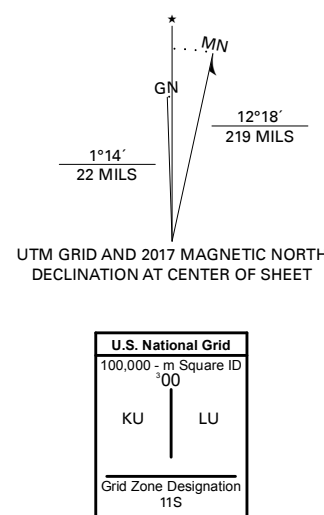 ★
MN
GN
12°18´
219 MILS
1°14´
22 MILS
UTM GRID AND 2017 MAGNETIC NORTH
DECLINATION AT CENTER OF SHEET
U.S. National Grid
100,000 - m Square ID
³00
KU LU
Grid Zone Designation
11S